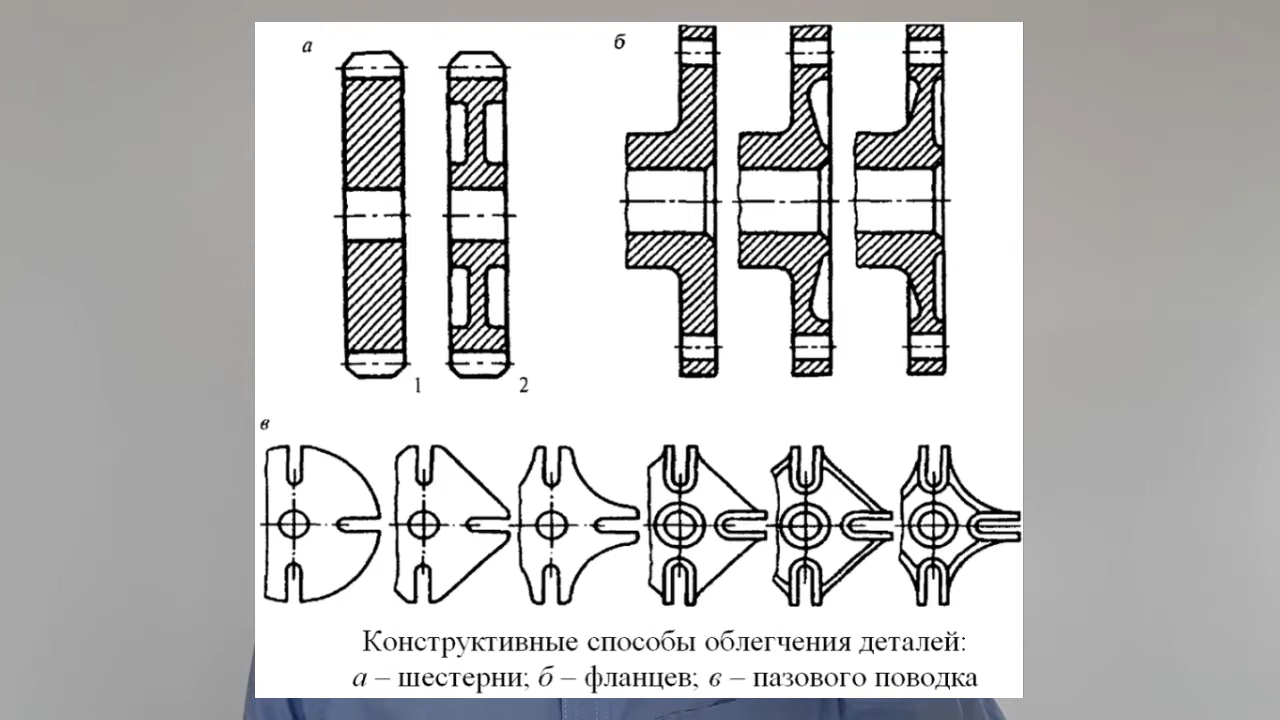 а
б
1
2
в
Конструктивные способы облегчения деталей:
а – шестерни; б – фланцев; в – пазового поводка